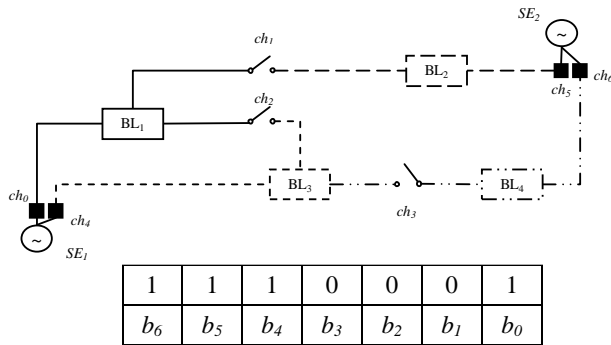 SE2
ch1
BL2
ch5
ch6
ch2
BL1
BL3
BL4
ch0
ch4
ch3
~
SE1
1 1 1 0 0 0 1
b6 b5 b4 b3 b2 b1 b0